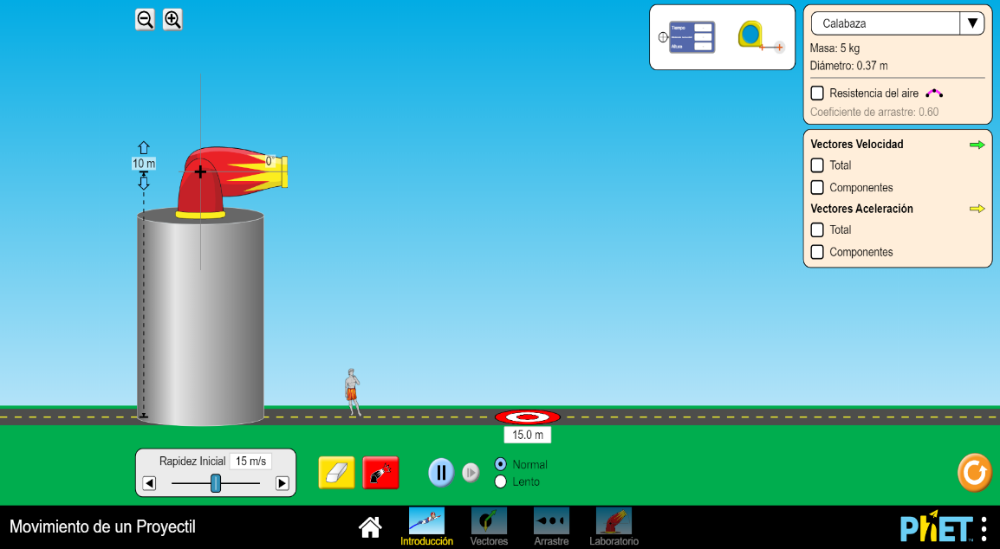 Tiempo
Altura
Calabaza
Masa: 5 kg
Diámetro: 0.37 m
Resistencia del aire
Coeficiente de arrastre: 0.60
Vectores Velocidad
Total
Componentes
Vectores Aceleración
Total
Componentes
10 m
0°
15.0 m
Rapidez Inicial 15 m/s
Normal
Lento
Movimiento de un Proyectil
Introducción
Vectores
Arrastre
Laboratorio
PhET